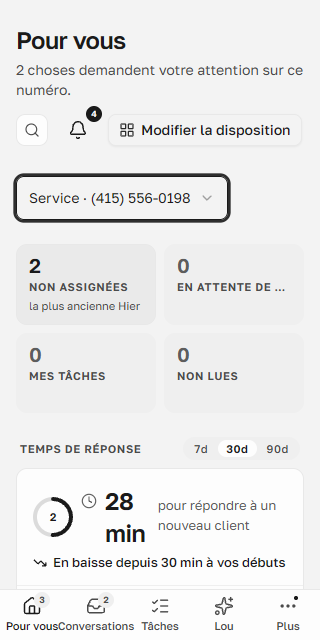 Pour vous
2 choses demandent votre attention sur ce
numéro.
4
Modifier la disposition
Service · (415) 556-0198
2
NON ASSIGNÉES
la plus ancienne Hier
0
EN ATTENTE DE ...
0
MES TÂCHES
0
NON LUES
TEMPS DE RÉPONSE
7d 30d 90d
2
28
min
pour répondre à un
nouveau client
En baisse depuis 30 min à vos débuts
3
2
Pour vous
Conversations
Tâches
Lou
Plus